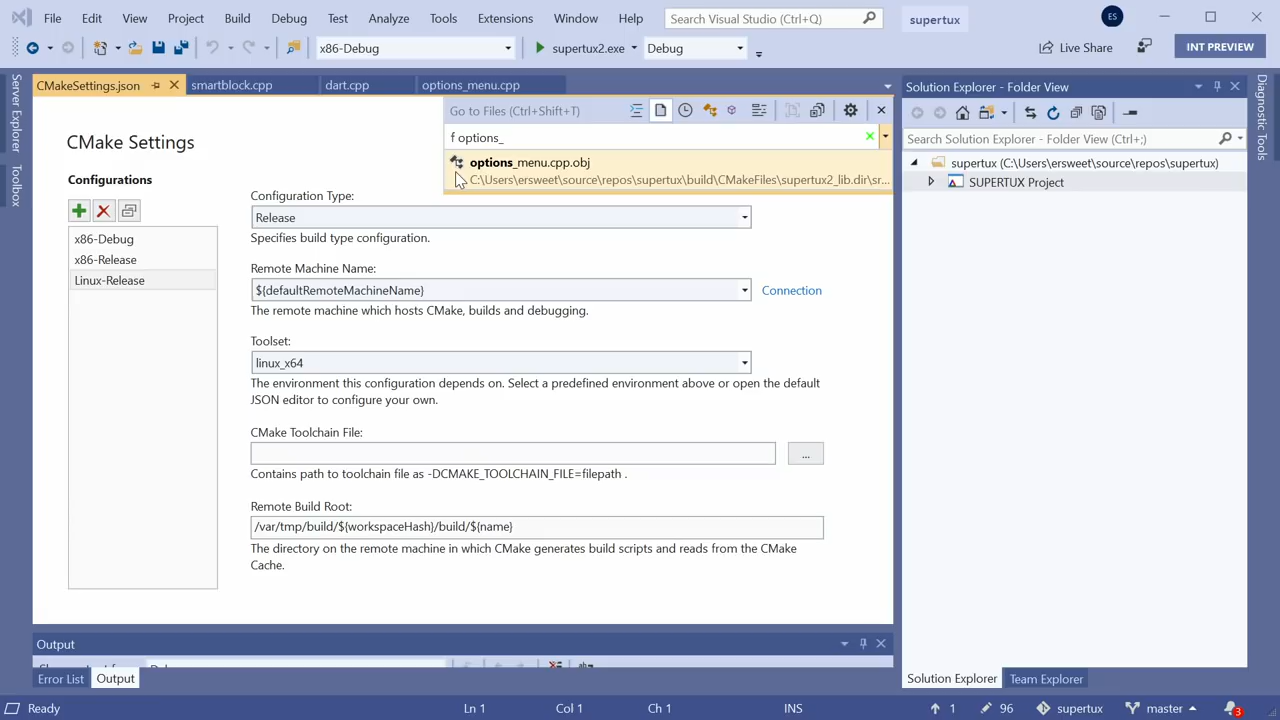 File Edit View Project Build Debug Test Analyze Tools Extensions Window Help Search Visual Studio (Ctrl+Q) supertux ES
x86-Debug supertux2.exe Debug Live Share INT PREVIEW
CMakeSettings.json smartblock.cpp dart.cpp options_menu.cpp
Solution Explorer - Folder View
Server Explorer
Toolbox
Diagnostic Tools
Go to Files (Ctrl+Shift+T)
f options_
options_menu.cpp.obj
C:\Users\ersweet\source\repos\supertux\build\CMakeFiles\supertux2_lib.dir\sr...
Search Solution Explorer - Folder View (Ctrl+;)
supertux (C:\Users\ersweet\source\repos\supertux)
SUPERTUX Project
CMake Settings
Configurations
x86-Debug
x86-Release
Linux-Release
Configuration Type:
Release
Specifies build type configuration.
Remote Machine Name:
${defaultRemoteMachineName} Connection
The remote machine which hosts CMake, builds and debugging.
Toolset:
linux_x64
The environment this configuration depends on. Select a predefined environment above or open the default
JSON editor to configure your own.
CMake Toolchain File:
...
Contains path to toolchain file as -DCMAKE_TOOLCHAIN_FILE=filepath .
Remote Build Root:
/var/tmp/build/${workspaceHash}/build/${name}
The directory on the remote machine in which CMake generates build scripts and reads from the CMake
Cache.
Output
Error List Output
Solution Explorer Team Explorer
Ready Ln 1 Col 1 Ch 1 INS 1 96 supertux master 3